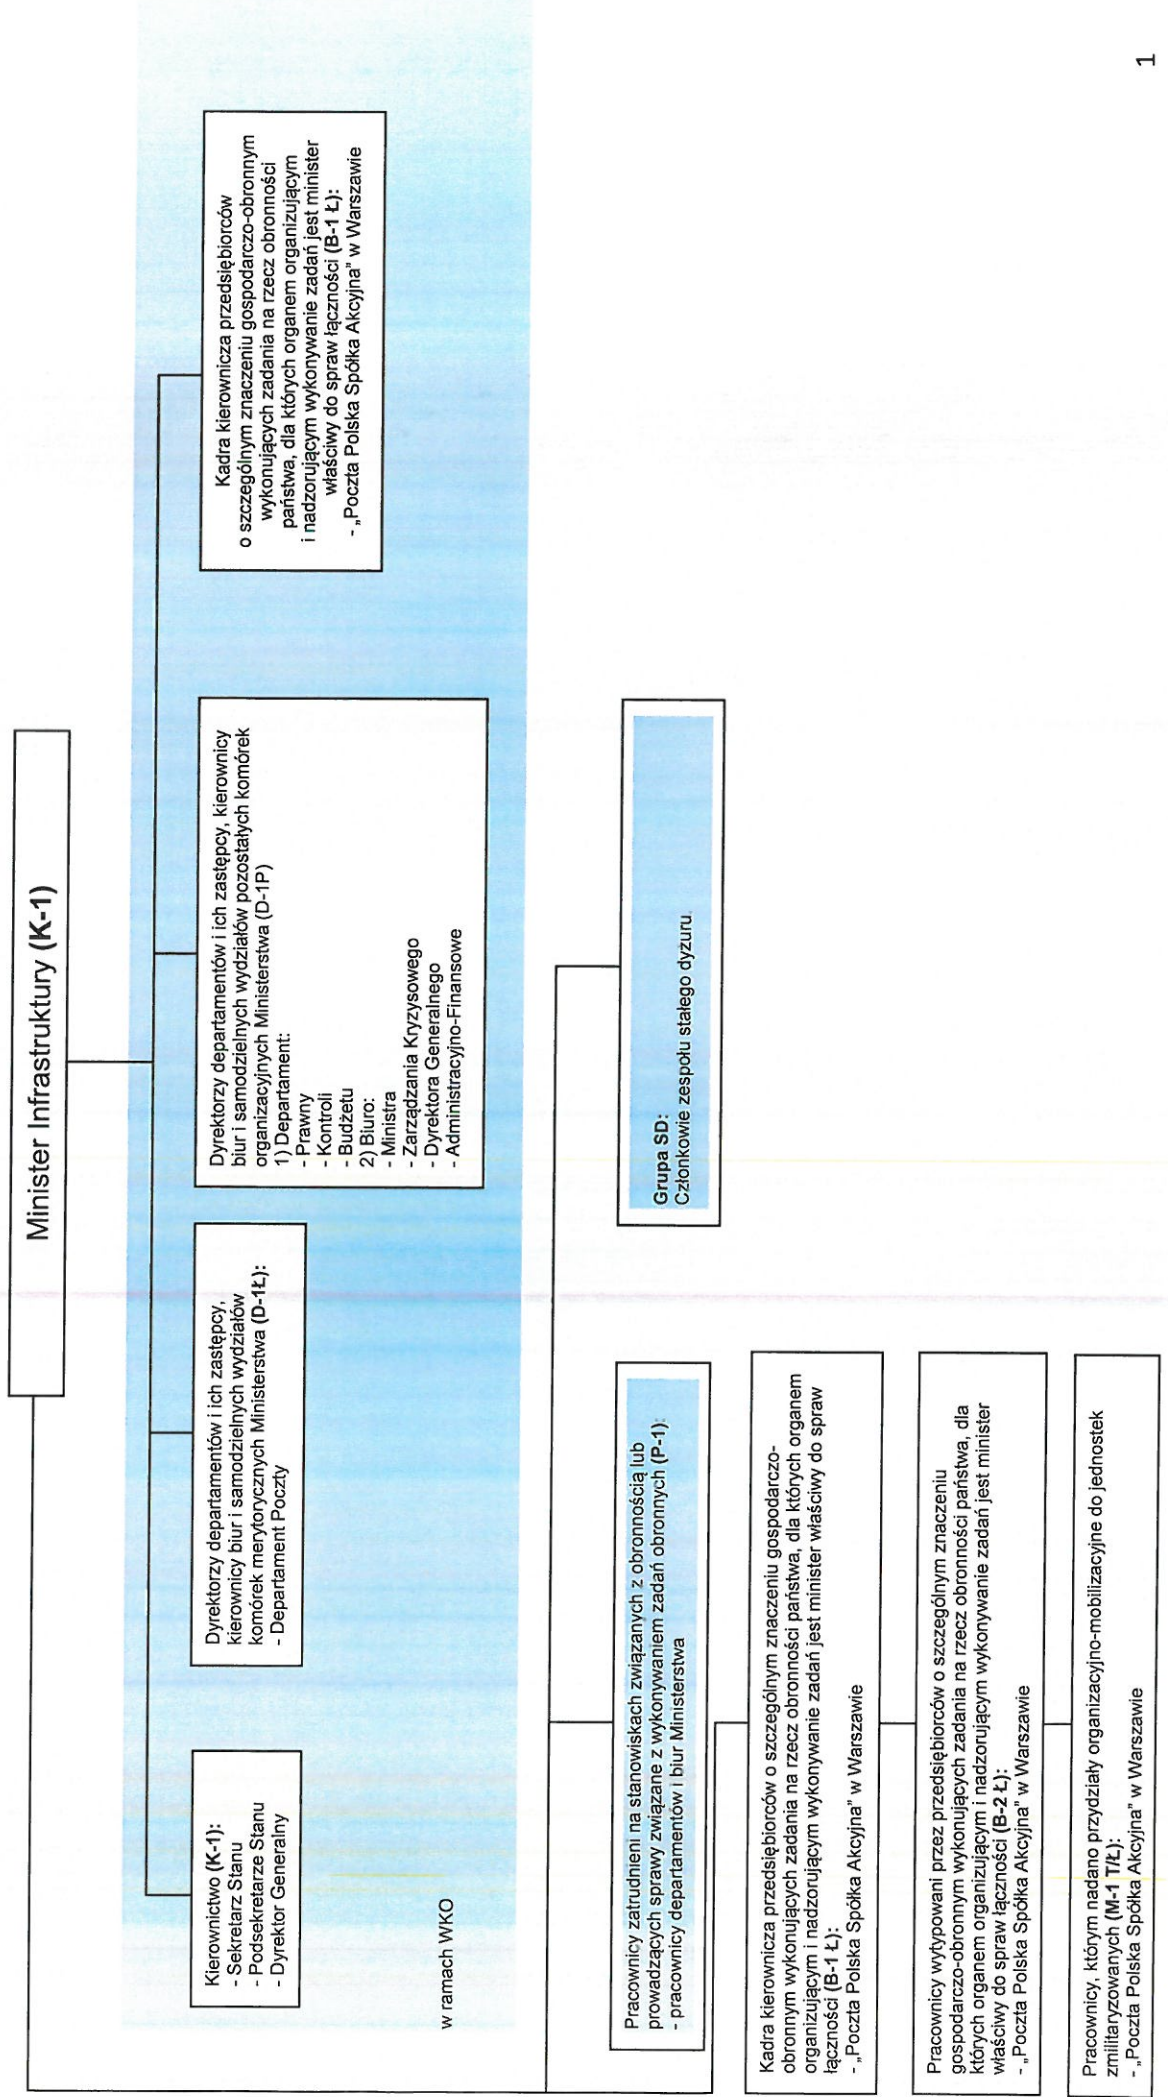 Minister Infrastruktury (K-1)
Kierownictwo (K-1):
- Sekretarz Stanu
- Podsekretarze Stanu
- Dyrektor Generalny
Dyrektorzy departamentów i ich zastępcy,
kierownicy biur i samodzielnych wydziałów
komórek merytorycznych Ministerstwa (D-1Ł):
- Departament Poczty
Dyrektorzy departamentów i ich zastępcy, kierownicy
biur i samodzielnych wydziałów pozostałych komórek
organizacyjnych Ministerstwa (D-1P)
1) Departament:
- Prawny
- Kontroli
- Budżetu
2) Biuro:
- Ministra
- Zarządzania Kryzysowego
- Dyrektora Generalnego
- Administracyjno-Finansowe
Kadra kierownicza przedsiębiorców
o szczególnym znaczeniu gospodarczo-obronnym
wykonujących zadania na rzecz obronności
państwa, dla których organem organizującym
i nadzorującym wykonywanie zadań jest minister
właściwy do spraw łączności (B-1 Ł):
- „Poczta Polska Spółka Akcyjna” w Warszawie
w ramach WKO
Pracownicy zatrudnieni na stanowiskach związanych z obronnością lub
prowadzących sprawy związane z wykonywaniem zadań obronnych (P-1):
- pracownicy departamentów i biur Ministerstwa
Grupa SD:
Członkowie zespołu stałego dyżuru.
Kadra kierownicza przedsiębiorców o szczególnym znaczeniu gospodarczo-
obronnym wykonujących zadania na rzecz obronności państwa, dla których organem
organizującym i nadzorującym wykonywanie zadań jest minister właściwy do spraw
łączności (B-1 Ł):
- „Poczta Polska Spółka Akcyjna” w Warszawie
Pracownicy wytypowani przez przedsiębiorców o szczególnym znaczeniu
gospodarczo-obronnym wykonujących zadania na rzecz obronności państwa, dla
których organem organizującym i nadzorującym wykonywanie zadań jest minister
właściwy do spraw łączności (B-2 Ł):
- „Poczta Polska Spółka Akcyjna” w Warszawie
Pracownicy, którym nadano przydziały organizacyjno-mobilizacyjne do jednostek
zmilitaryzowanych (M-1 T/Ł):
- „Poczta Polska Spółka Akcyjna” w Warszawie
1